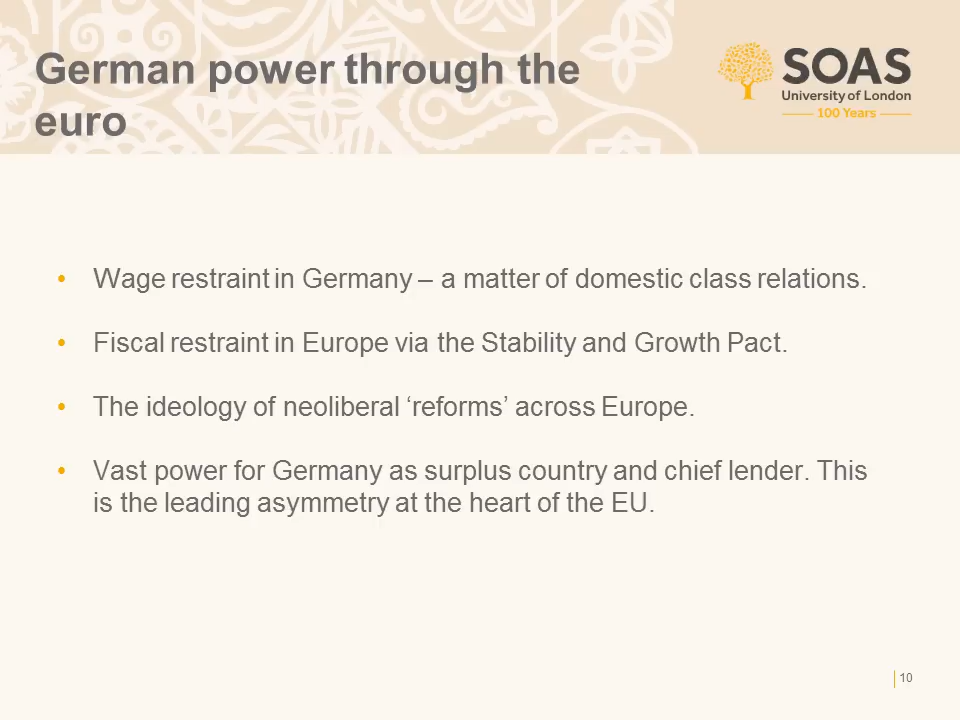 German power through the
euro
SOAS
University of London
100 Years
• Wage restraint in Germany – a matter of domestic class relations.
• Fiscal restraint in Europe via the Stability and Growth Pact.
• The ideology of neoliberal ‘reforms’ across Europe.
• Vast power for Germany as surplus country and chief lender. This
is the leading asymmetry at the heart of the EU.
10